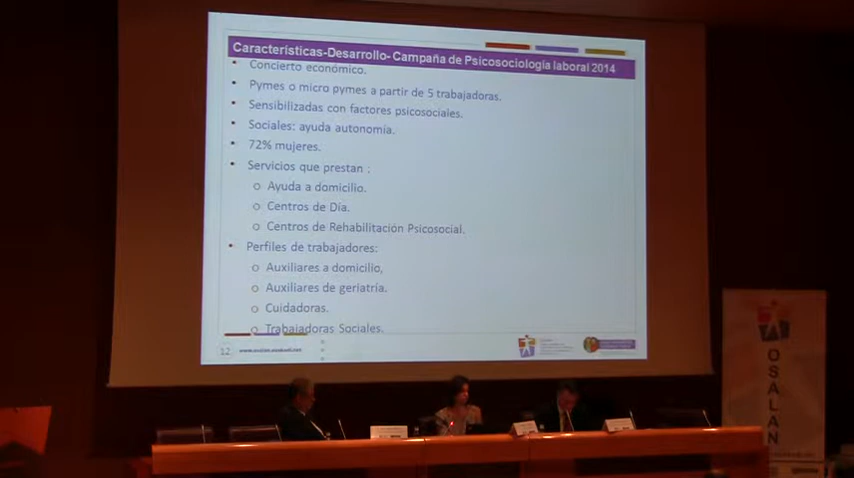 Características-Desarrollo- Campaña de Psicosociología laboral 2014
• Concierto económico.
• Pymes o micro pymes a partir de 5 trabajadoras.
• Sensibilizadas con factores psicosociales.
• Sociales: ayuda autonomía.
• 72% mujeres.
• Servicios que prestan :
o Ayuda a domicilio.
o Centros de Día.
o Centros de Rehabilitación Psicosocial.
• Perfiles de trabajadores:
o Auxiliares a domicilio,
o Auxiliares de geriatría.
o Cuidadoras.
o Trabajadoras Sociales.
12 www.osalan.euskadi.net
OSALAN